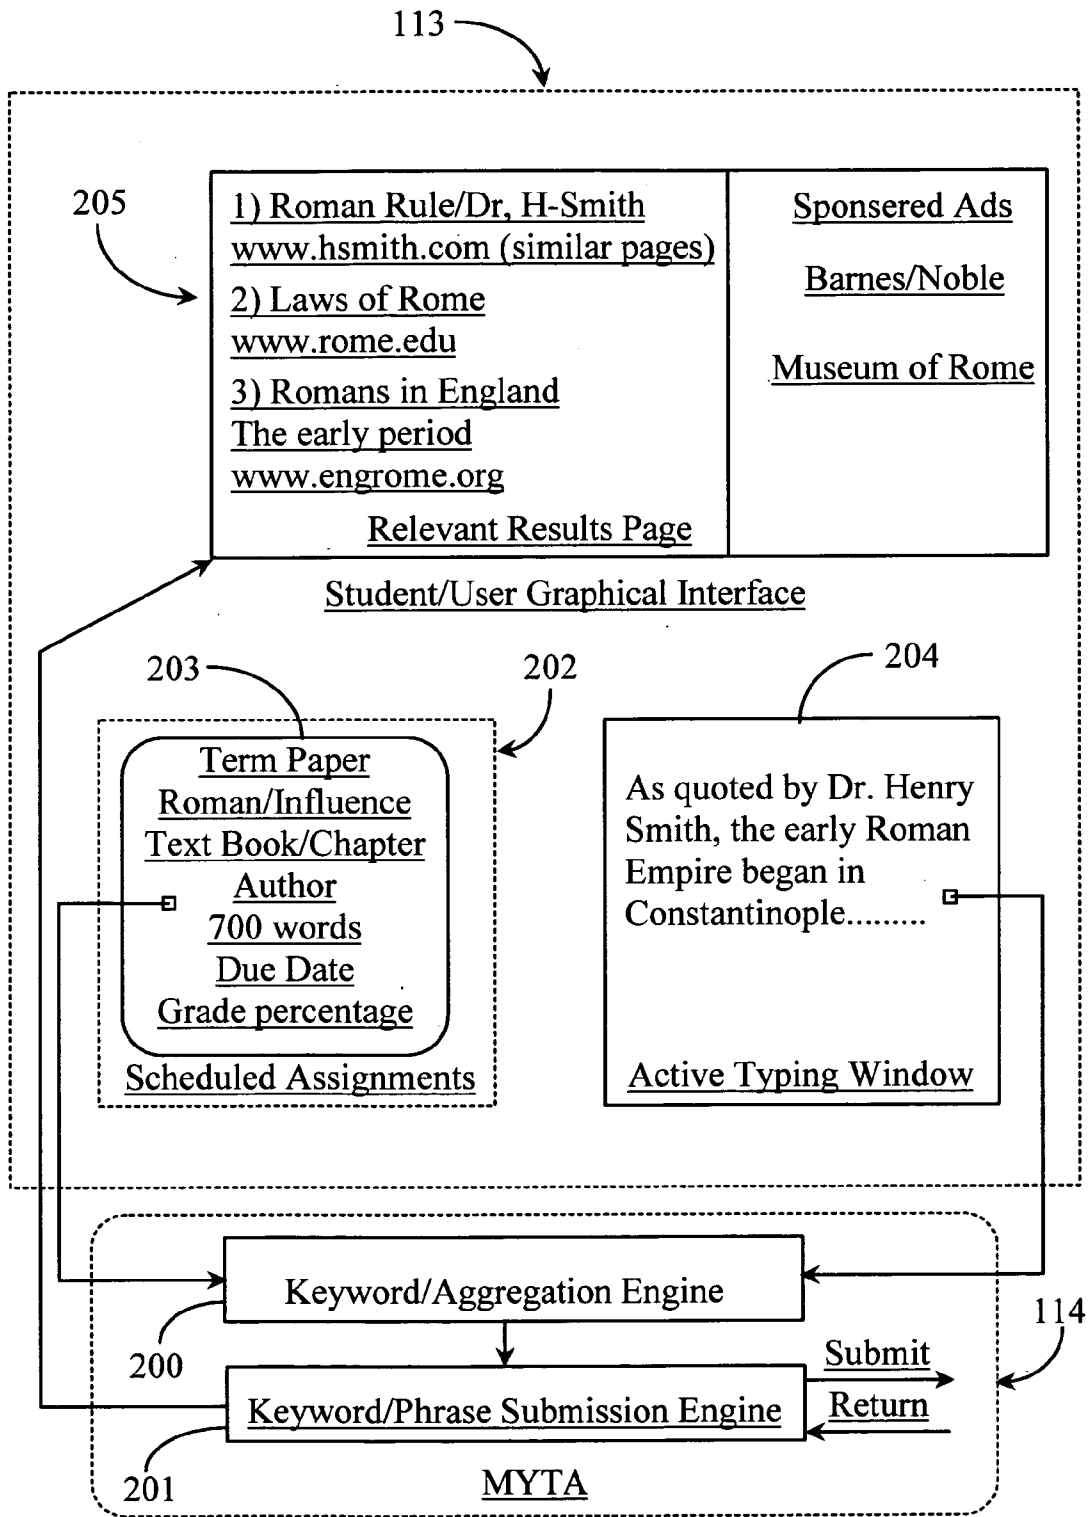 113
205
1) Roman Rule/Dr, H-Smith
www.hsmith.com (similar pages)
2) Laws of Rome
www.rome.edu
3) Romans in England
The early period
www.engrome.org
Relevant Results Page
Sponsered Ads
Barnes/Noble
Museum of Rome
Student/User Graphical Interface
203
202
204
Term Paper
Roman/Influence
Text Book/Chapter
Author
700 words
Due Date
Grade percentage
Scheduled Assignments
As quoted by Dr. Henry
Smith, the early Roman
Empire began in
Constantinople.........
Active Typing Window
Keyword/Aggregation Engine
200
114
Submit
Keyword/Phrase Submission Engine
Return
201
MYTA